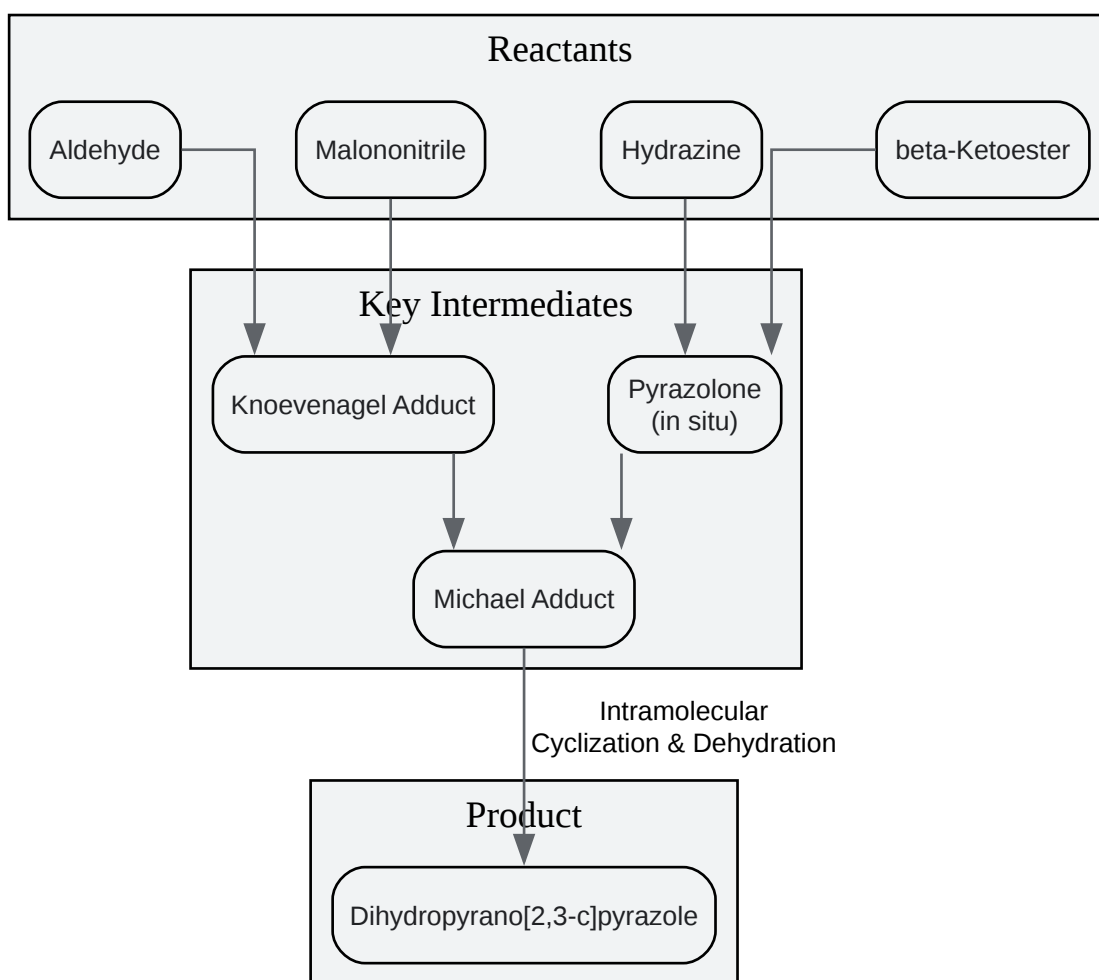 Reactants
Aldehyde
Malononitrile
Hydrazine
beta-Ketoester
Key Intermediates
Knoevenagel Adduct
Pyrazolone
(in situ)
Michael Adduct
Intramolecular
Cyclization & Dehydration
Product
Dihydropyrano[2,3-c]pyrazole